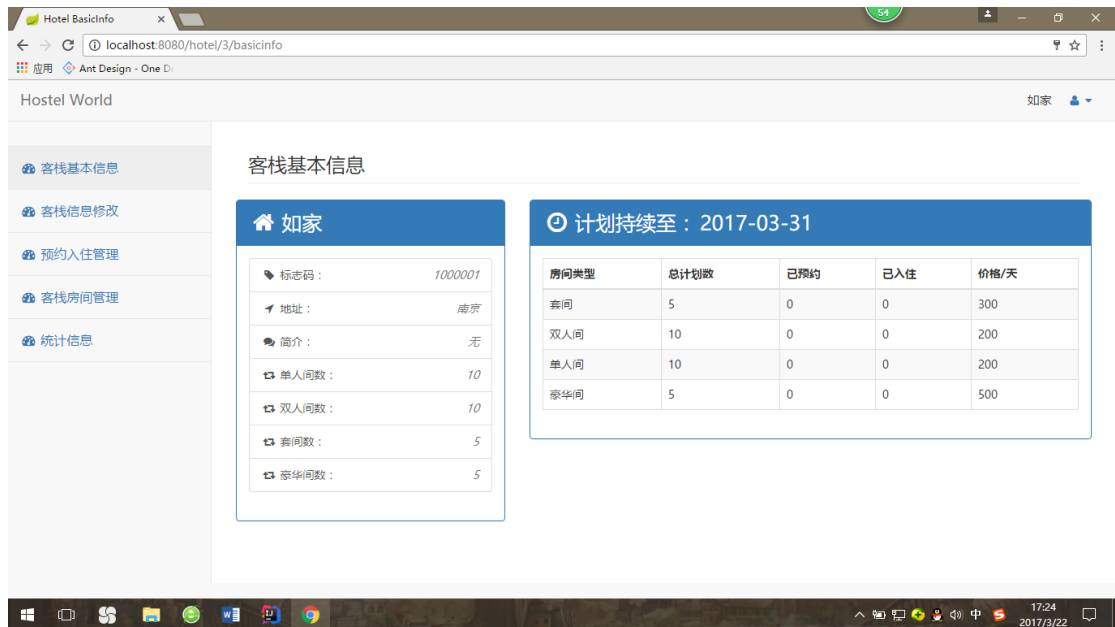 Hotel BasicInfo
54
localhost:8080/hotel/3/basicinfo
应用 Ant Design - One D
Hostel World 如家
客栈基本信息
客栈信息修改
预约入住管理
客栈房间管理
统计信息
客栈基本信息
如家
标志码： 1000001
地址： 南京
简介： 无
单人间数： 10
双人间数： 10
套间数： 5
豪华间数： 5
计划持续至： 2017-03-31
房间类型 总计划数 已预约 已入住 价格/天
套间 5 0 0 300
双人间 10 0 0 200
单人间 10 0 0 200
豪华间 5 0 0 500
中
17:24
2017/3/22